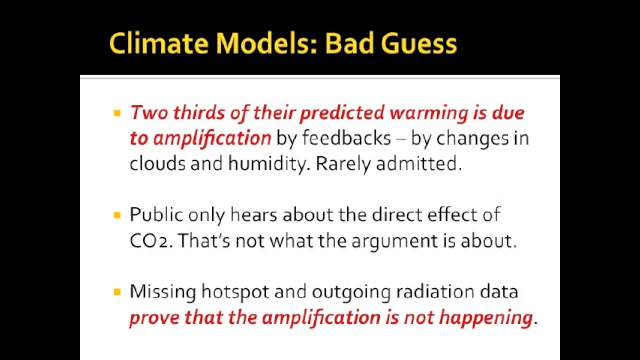 Climate Models: Bad Guess
Two thirds of their predicted warming is due
to amplification by feedbacks – by changes in
clouds and humidity. Rarely admitted.
Public only hears about the direct effect of
CO2. That's not what the argument is about.
Missing hotspot and outgoing radiation data
prove that the amplification is not happening.